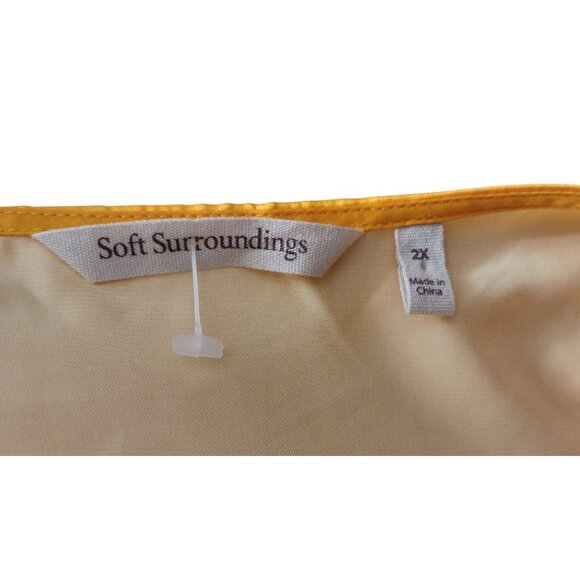 Soft Surroundings
2X
Made in
China